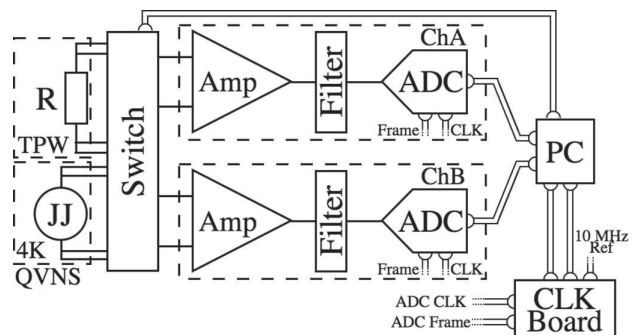 ChA
R
TPW
Switch
Amp
Filter
ADC
Frame
CLK
PC
ChB
JJ
4K
QVNS
Amp
Filter
ADC
Frame
CLK
10 MHz
Ref
ADC CLK
ADC Frame
CLK
Board